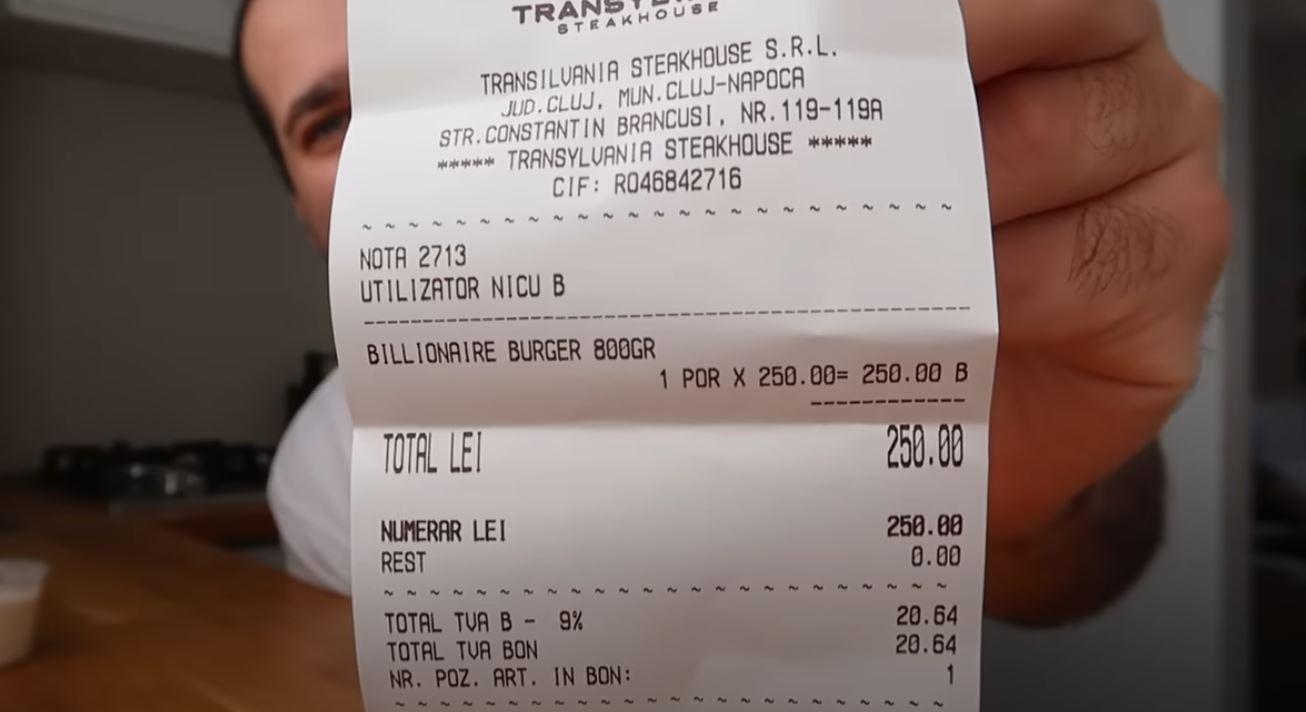 STEAKHOUSE
TRANSILVANIA STEAKHOUSE S.R.L.
JUD.CLUJ, MUN.CLUJ-NAPOCA
STR.CONSTANTIN BRANCUSI, NR.119-119A
***** TRANSYLVANIA STEAKHOUSE *****
CIF: RO46842716
~ ~ ~ ~ ~ ~ ~ ~ ~ ~ ~ ~ ~ ~ ~ ~ ~ ~ ~ ~
NOTA 2713
UTILIZATOR NICU B
----------------------------------------
BILLIONAIRE BURGER 800GR
1 POR X 250.00= 250.00 B
-----------
TOTAL LEI 250.00
NUMERAR LEI 250.00
REST 0.00
~ ~ ~ ~ ~ ~ ~ ~ ~ ~ ~ ~ ~ ~ ~ ~ ~ ~ ~ ~
TOTAL TVA B - 9% 20.64
TOTAL TVA BON 20.64
NR. POZ. ART. IN BON: 1
~ ~ ~ ~ ~ ~ ~ ~ ~ ~ ~ ~ ~ ~ ~ ~ ~ ~ ~ ~